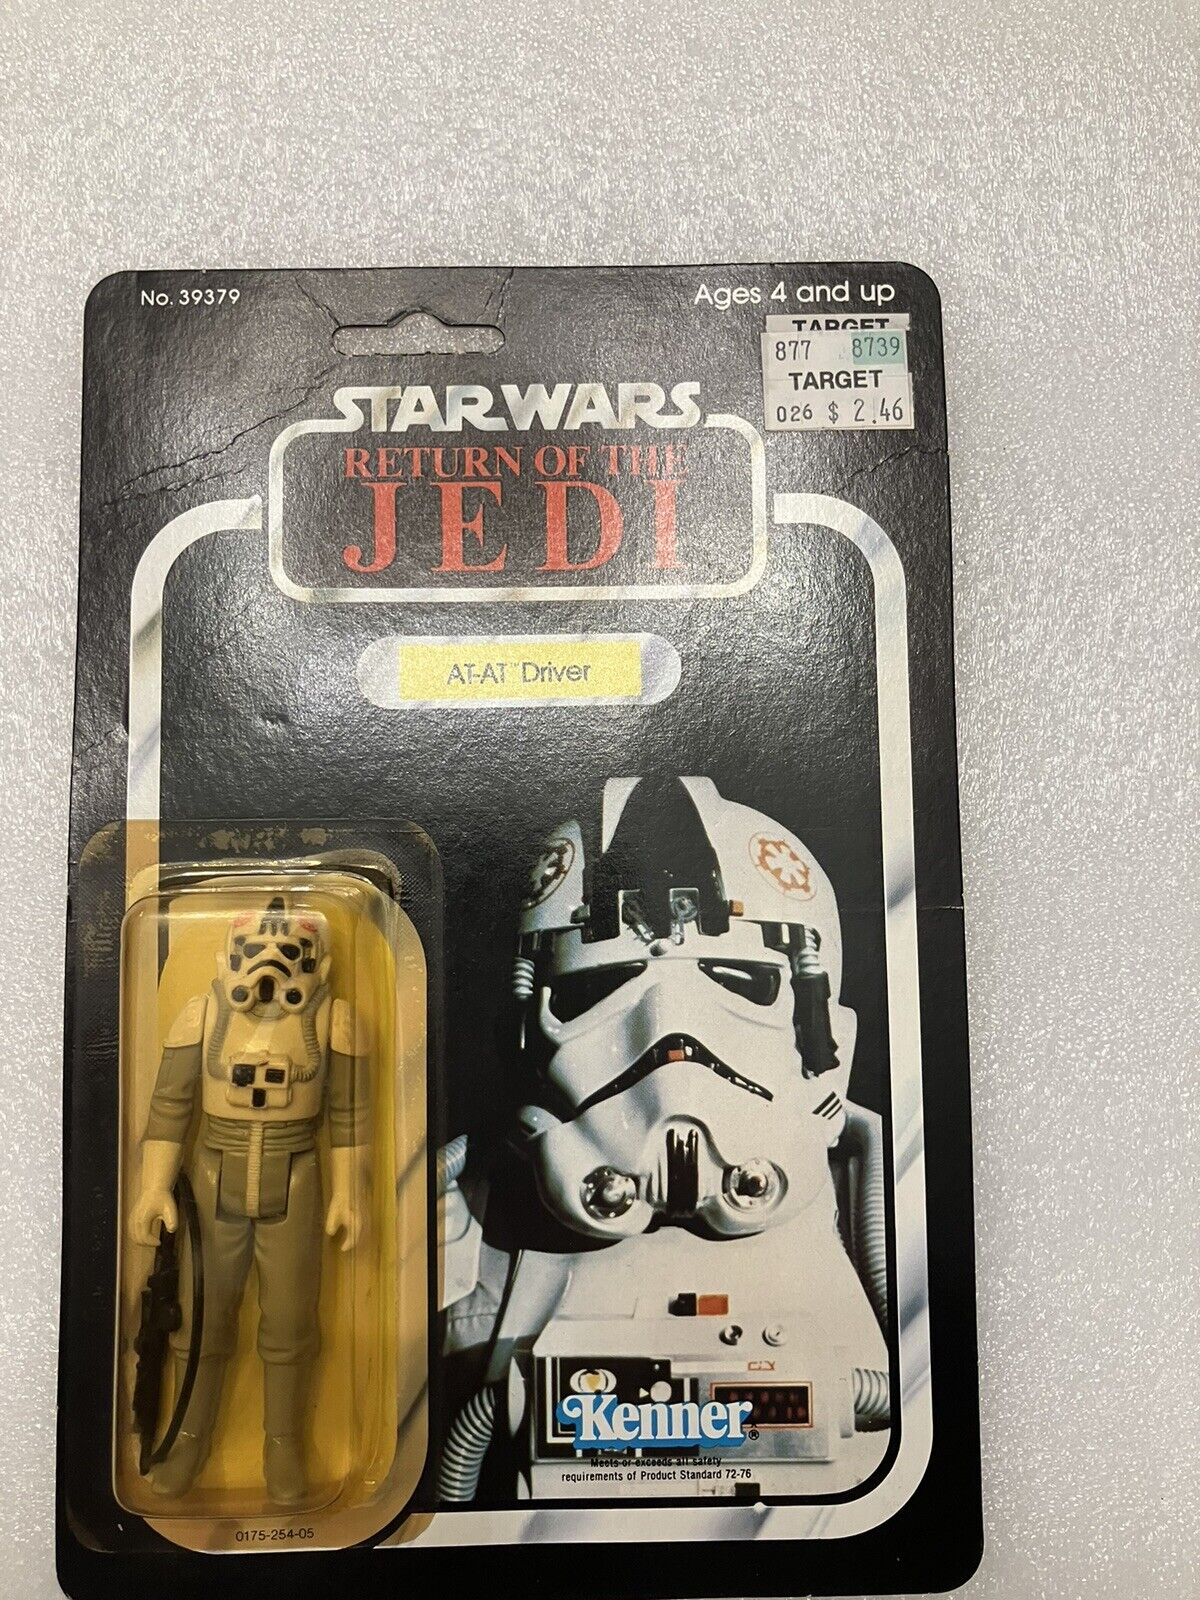 No. 39379
Ages 4 and up
TARGET
877 8739
TARGET
026 $ 2.46
STAR WARS
RETURN OF THE
JEDI
AT-AT™ Driver
Kenner®
Meets or exceeds all safety
requirements of Product Standard 72-76
0175-254-05